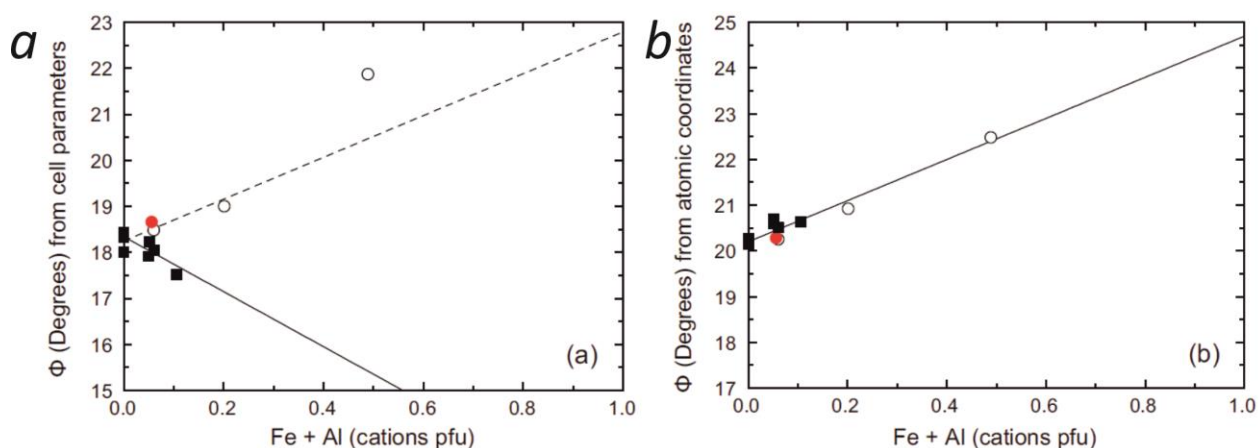 a
Φ (Degrees) from cell parameters
23
22
21
20
19
18
17
16
15
(a)
0.0 0.2 0.4 0.6 0.8 1.0
Fe + Al (cations pfu)
b
Φ (Degrees) from atomic coordinates
25
24
23
22
21
20
19
18
17
(b)
0.0 0.2 0.4 0.6 0.8 1.0
Fe + Al (cations pfu)